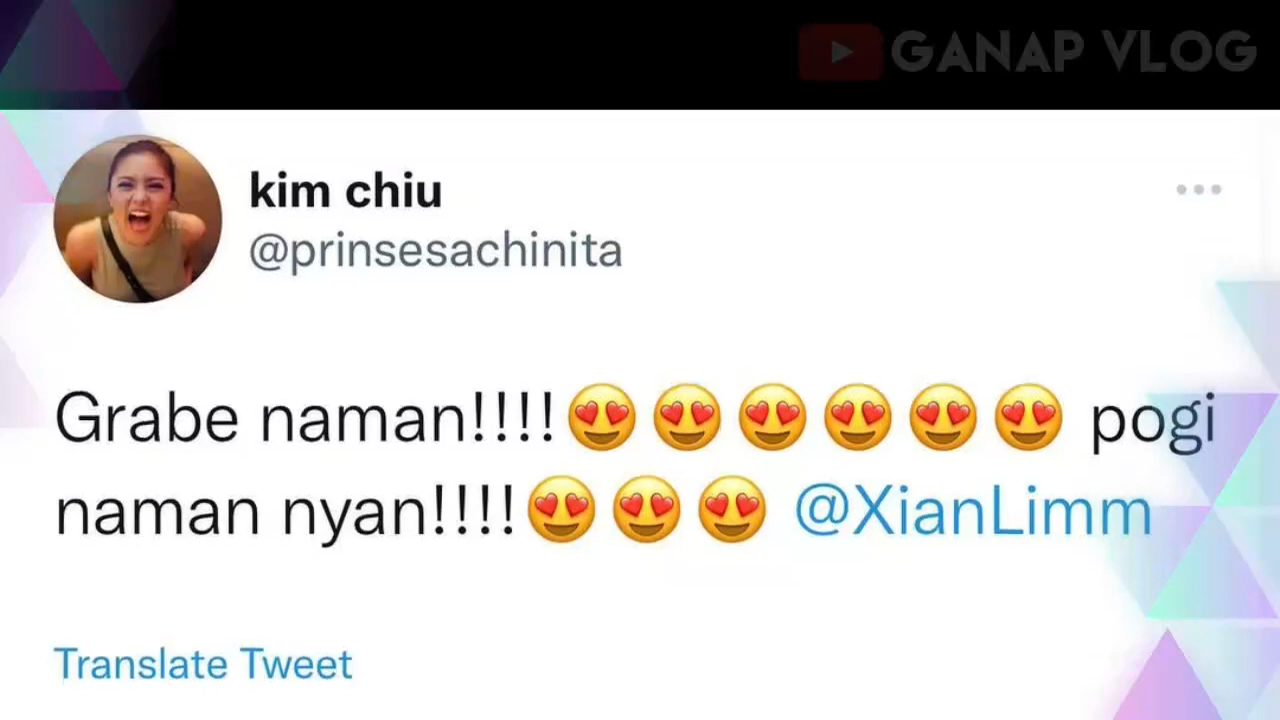 GANAP VLOG
kim chiu
@prinsesachinita
Grabe naman!!!!😍😍😍😍😍😍 pogi
naman nyan!!!!😍😍😍 @XianLimm
Translate Tweet